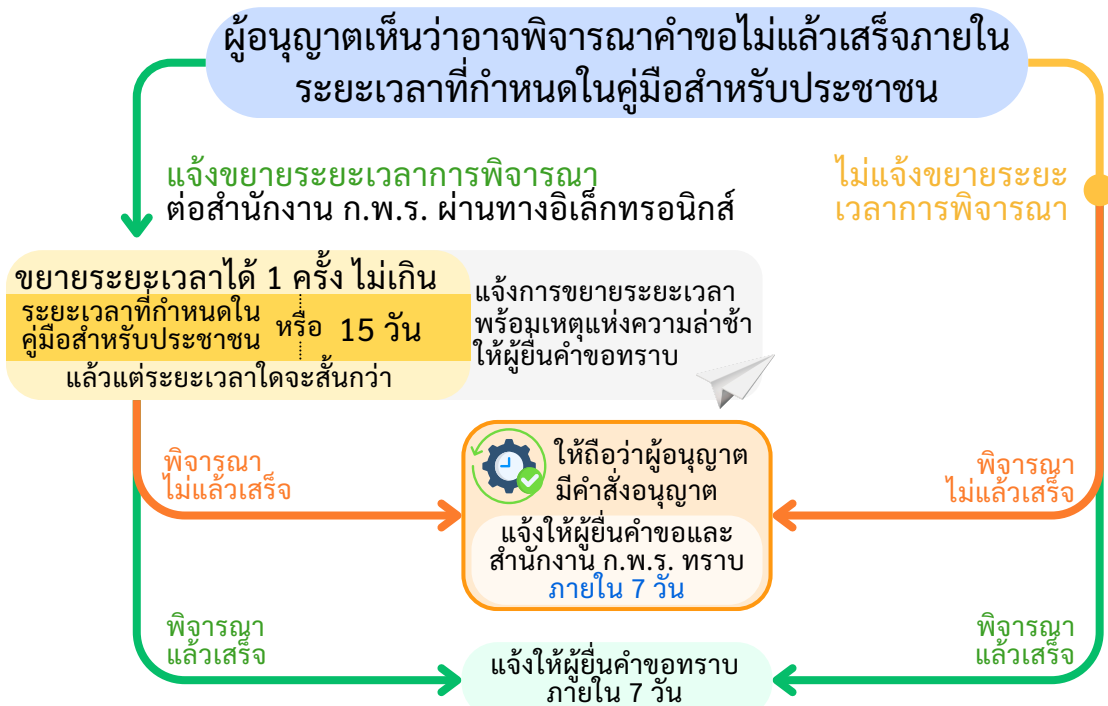 ผู้อนุญาตเห็นว่าอาจพิจารณาคำขอไม่แล้วเสร็จภายใน
ระยะเวลาที่กำหนดในคู่มือสำหรับประชาชน
แจ้งขยายระยะเวลาการพิจารณา
ต่อสำนักงาน ก.พ.ร. ผ่านทางอิเล็กทรอนิกส์
ไม่แจ้งขยายระยะ
เวลาการพิจารณา
ขยายระยะเวลาได้ 1 ครั้ง ไม่เกิน
ระยะเวลาที่กำหนดใน
คู่มือสำหรับประชาชน
หรือ 15 วัน
แล้วแต่ระยะเวลาใดจะสั้นกว่า
แจ้งการขยายระยะเวลา
พร้อมเหตุแห่งความล่าช้า
ให้ผู้ยื่นคำขอทราบ
พิจารณา
ไม่แล้วเสร็จ
ให้ถือว่าผู้อนุญาต
มีคำสั่งอนุญาต
แจ้งให้ผู้ยื่นคำขอและ
สำนักงาน ก.พ.ร. ทราบ
ภายใน 7 วัน
พิจารณา
ไม่แล้วเสร็จ
พิจารณา
แล้วเสร็จ
แจ้งให้ผู้ยื่นคำขอทราบ
ภายใน 7 วัน
พิจารณา
แล้วเสร็จ